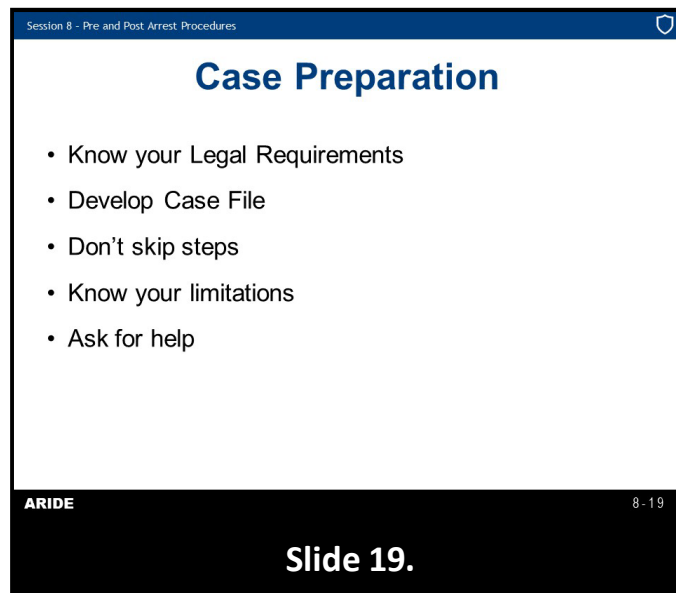 Session 8 - Pre and Post Arrest Procedures
Case Preparation
• Know your Legal Requirements
• Develop Case File
• Don’t skip steps
• Know your limitations
• Ask for help
ARIDE 8-19
Slide 19.